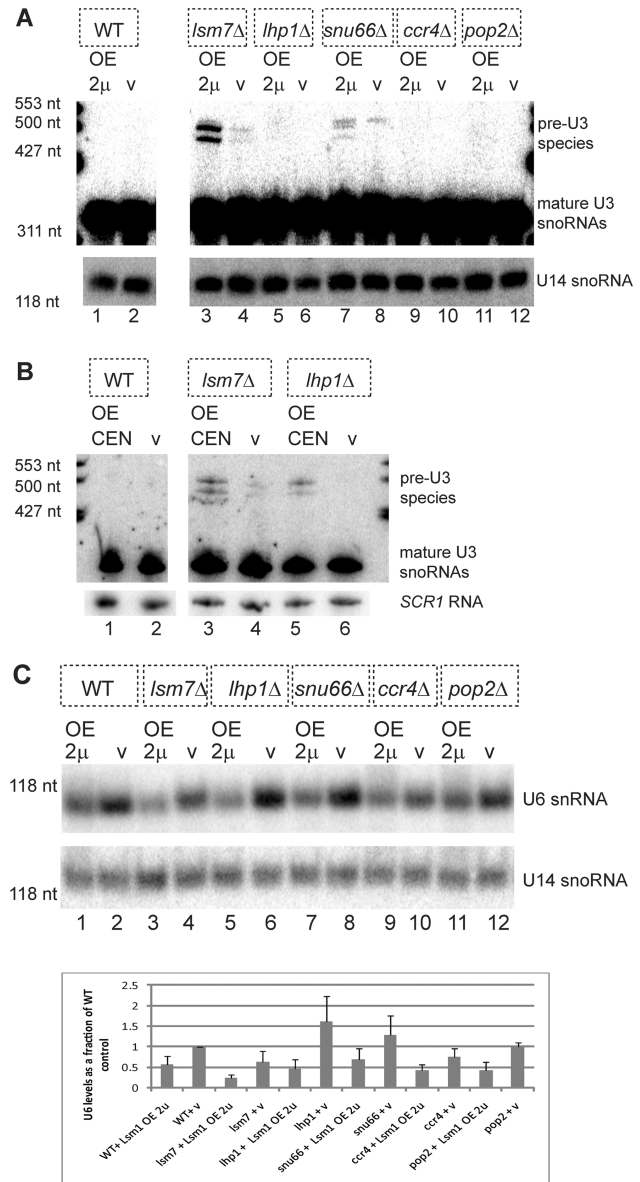 A
WT lsm7Δ lhp1Δ snu66Δ ccr4Δ pop2Δ
OE OE OE OE OE OE
2μ v 2μ v 2μ v 2μ v 2μ v 2μ v
553 nt
500 nt
427 nt
311 nt
pre-U3
species
mature U3
snoRNAs
U14 snoRNA
118 nt
1 2 3 4 5 6 7 8 9 10 11 12
B
WT lsm7Δ lhp1Δ
OE OE OE
CEN v CEN v CEN v
553 nt
500 nt
427 nt
pre-U3
species
mature U3
snoRNAs
SCR1 RNA
1 2 3 4 5 6
C
WT lsm7Δ lhp1Δ snu66Δ ccr4Δ pop2Δ
OE OE OE OE OE OE
2μ v 2μ v 2μ v 2μ v 2μ v 2μ v
118 nt
U6 snRNA
U14 snoRNA
118 nt
1 2 3 4 5 6 7 8 9 10 11 12
U6 levels as a fraction of WT
control
2.5
2
1.5
1
0.5
0
WT+ Lsm1 OE 2u
WT+v
lsm7 + Lsm1 OE 2u
lsm7 + v
lhp1 + Lsm1 OE 2u
lhp1 + v
snu66 + Lsm1 OE 2u
snu66 + v
ccr4 + Lsm1 OE 2u
ccr4 + v
pop2 + Lsm1 OE 2u
pop2 + v